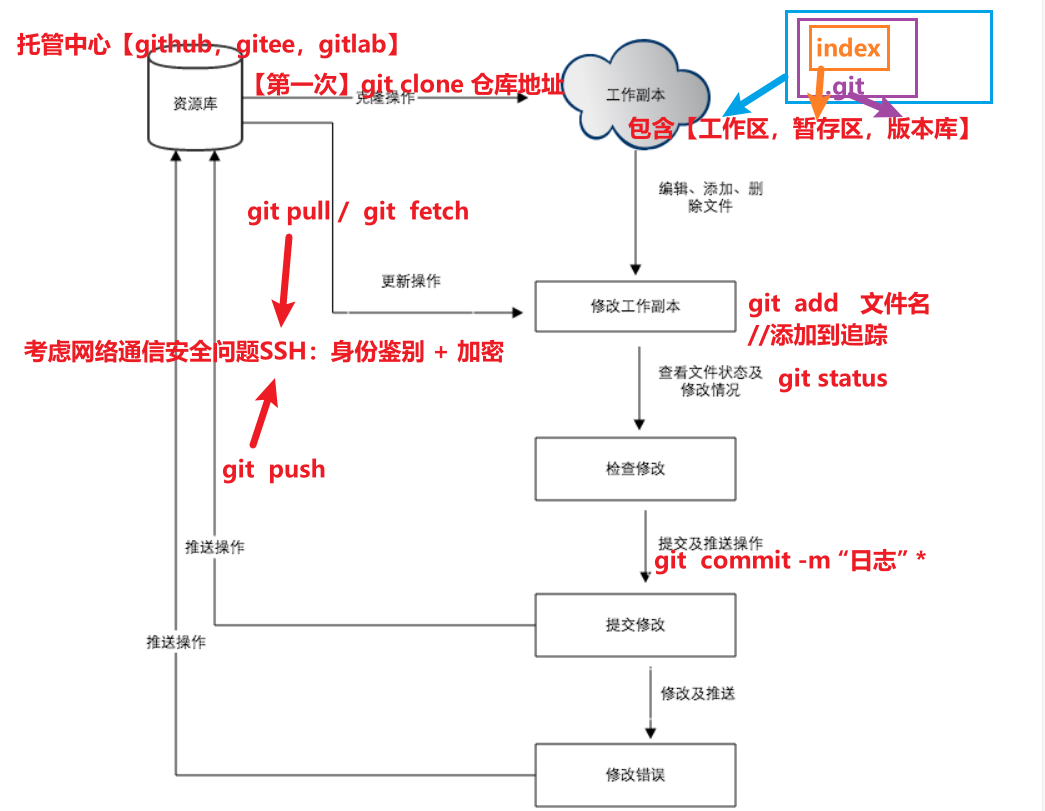 托管中心【github，gitee，gitlab】
index
.git
资源库
【第一次】git clone 仓库地址
克隆操作
工作副本
包含【工作区，暂存区，版本库】
编辑、添加、删
除文件
git pull / git fetch
更新操作
修改工作副本
git add 文件名
//添加到追踪
考虑网络通信安全问题SSH：身份鉴别 + 加密
查看文件状态及
修改情况
git status
git push
检查修改
推送操作
提交及推送操作
git commit -m “日志” *
提交修改
推送操作
修改及推送
修改错误